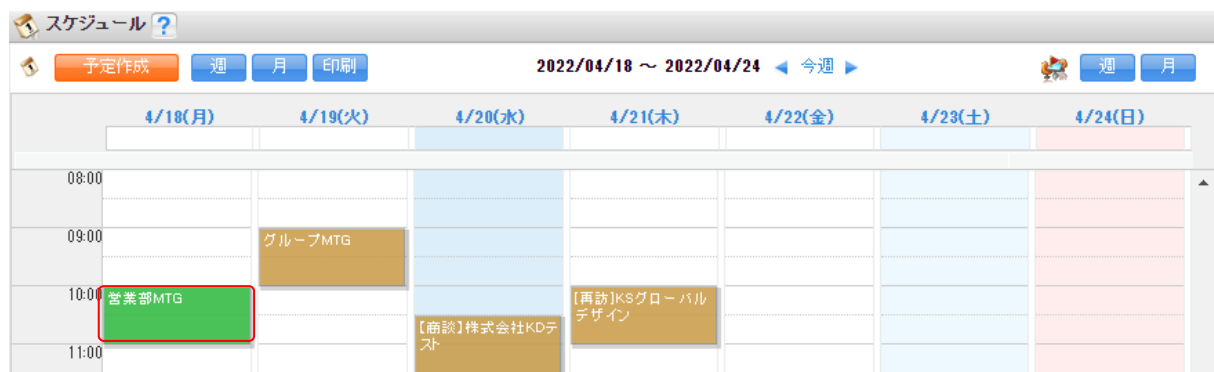 スケジュール ?
予定作成 週 月 印刷 2022/04/18 ～ 2022/04/24 今週 週 月
4/18(月) 4/19(火) 4/20(水) 4/21(木) 4/22(金) 4/23(土) 4/24(日)
08:00
09:00 グループMTG
10:00 営業部MTG [再訪]KSグローバル
デザイン
【商談】株式会社KDテ
スト
11:00